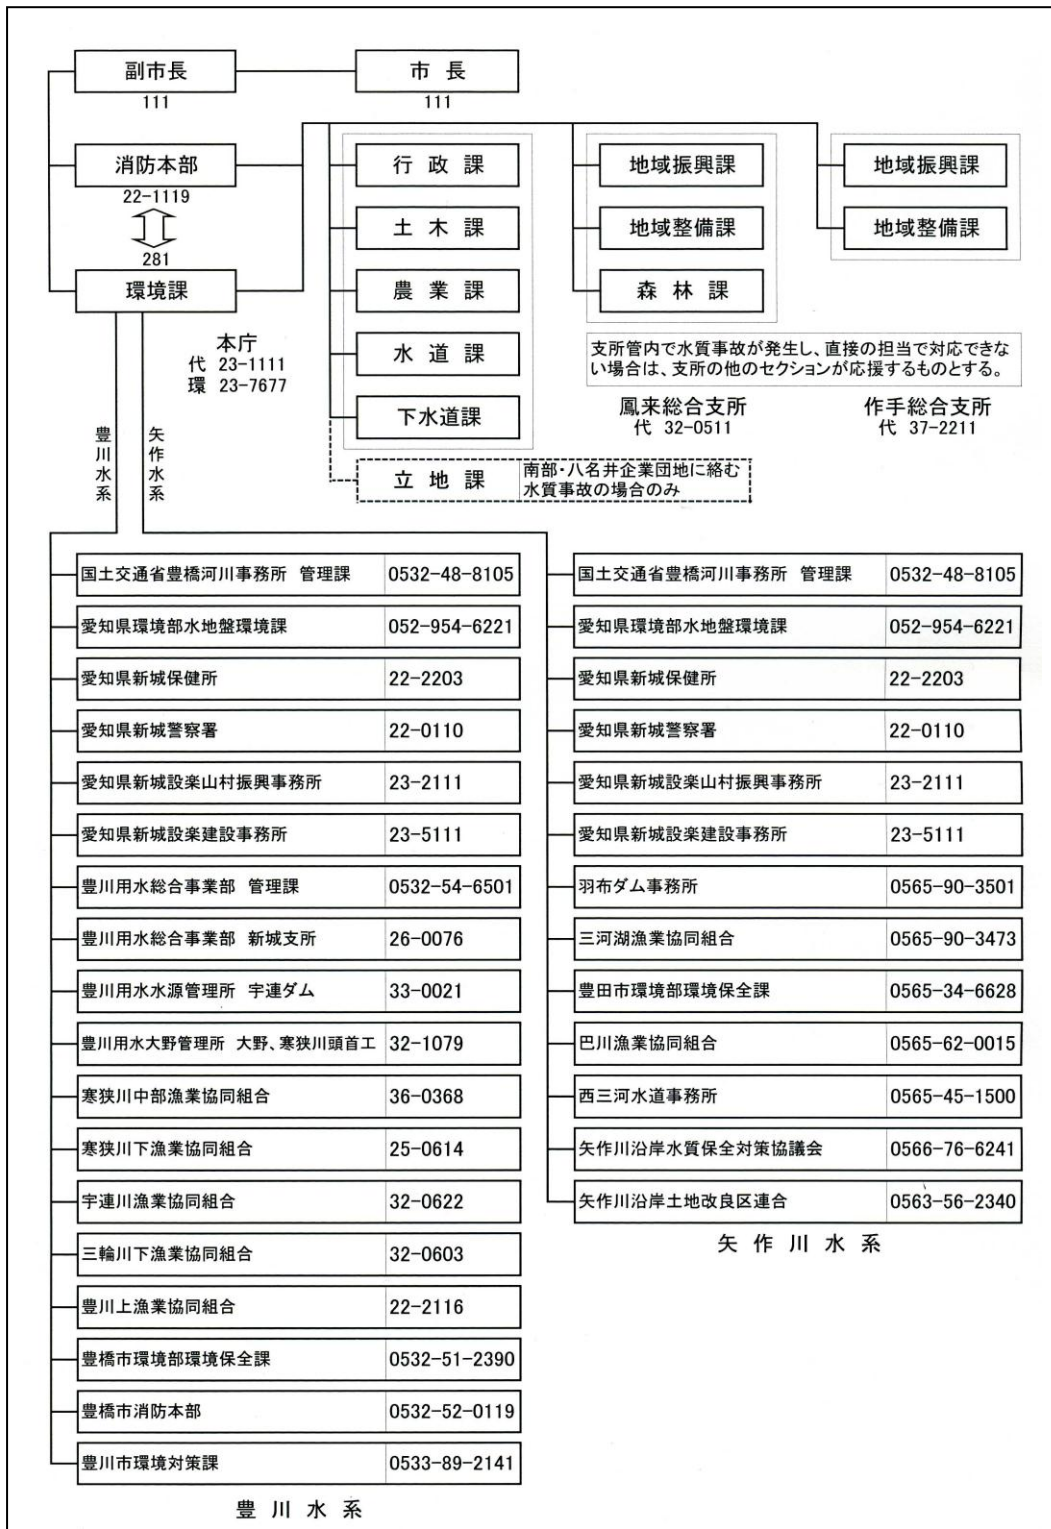 副市長
111
市 長
111
消防本部
22-1119
281
環境課
本庁
代 23-1111
環 23-7677
行 政 課
土 木 課
農 業 課
水 道 課
下水道課
立 地 課
南部・八名井企業団地に絡む
水質事故の場合のみ
地域振興課
地域整備課
森 林 課
地域振興課
地域整備課
支所管内で水質事故が発生し、直接の担当で対応できな
い場合は、支所の他のセクションが応援するものとする。
鳳来総合支所
代 32-0511
作手総合支所
代 37-2211
豊川水系
矢作水系
国土交通省豊橋河川事務所 管理課 0532-48-8105
愛知県環境部水地盤環境課 052-954-6221
愛知県新城保健所 22-2203
愛知県新城警察署 22-0110
愛知県新城設楽山村振興事務所 23-2111
愛知県新城設楽建設事務所 23-5111
豊川用水総合事業部 管理課 0532-54-6501
豊川用水総合事業部 新城支所 26-0076
豊川用水水源管理所 宇連ダム 33-0021
豊川用水大野管理所 大野、寒狭川頭首工 32-1079
寒狭川中部漁業協同組合 36-0368
寒狭川下漁業協同組合 25-0614
宇連川漁業協同組合 32-0622
三輪川下漁業協同組合 32-0603
豊川上漁業協同組合 22-2116
豊橋市環境部環境保全課 0532-51-2390
豊橋市消防本部 0532-52-0119
豊川市環境対策課 0533-89-2141
豊 川 水 系
国土交通省豊橋河川事務所 管理課 0532-48-8105
愛知県環境部水地盤環境課 052-954-6221
愛知県新城保健所 22-2203
愛知県新城警察署 22-0110
愛知県新城設楽山村振興事務所 23-2111
愛知県新城設楽建設事務所 23-5111
羽布ダム事務所 0565-90-3501
三河湖漁業協同組合 0565-90-3473
豊田市環境部環境保全課 0565-34-6628
巴川漁業協同組合 0565-62-0015
西三河水道事務所 0565-45-1500
矢作川沿岸水質保全対策協議会 0566-76-6241
矢作川沿岸土地改良区連合 0563-56-2340
矢 作 川 水 系